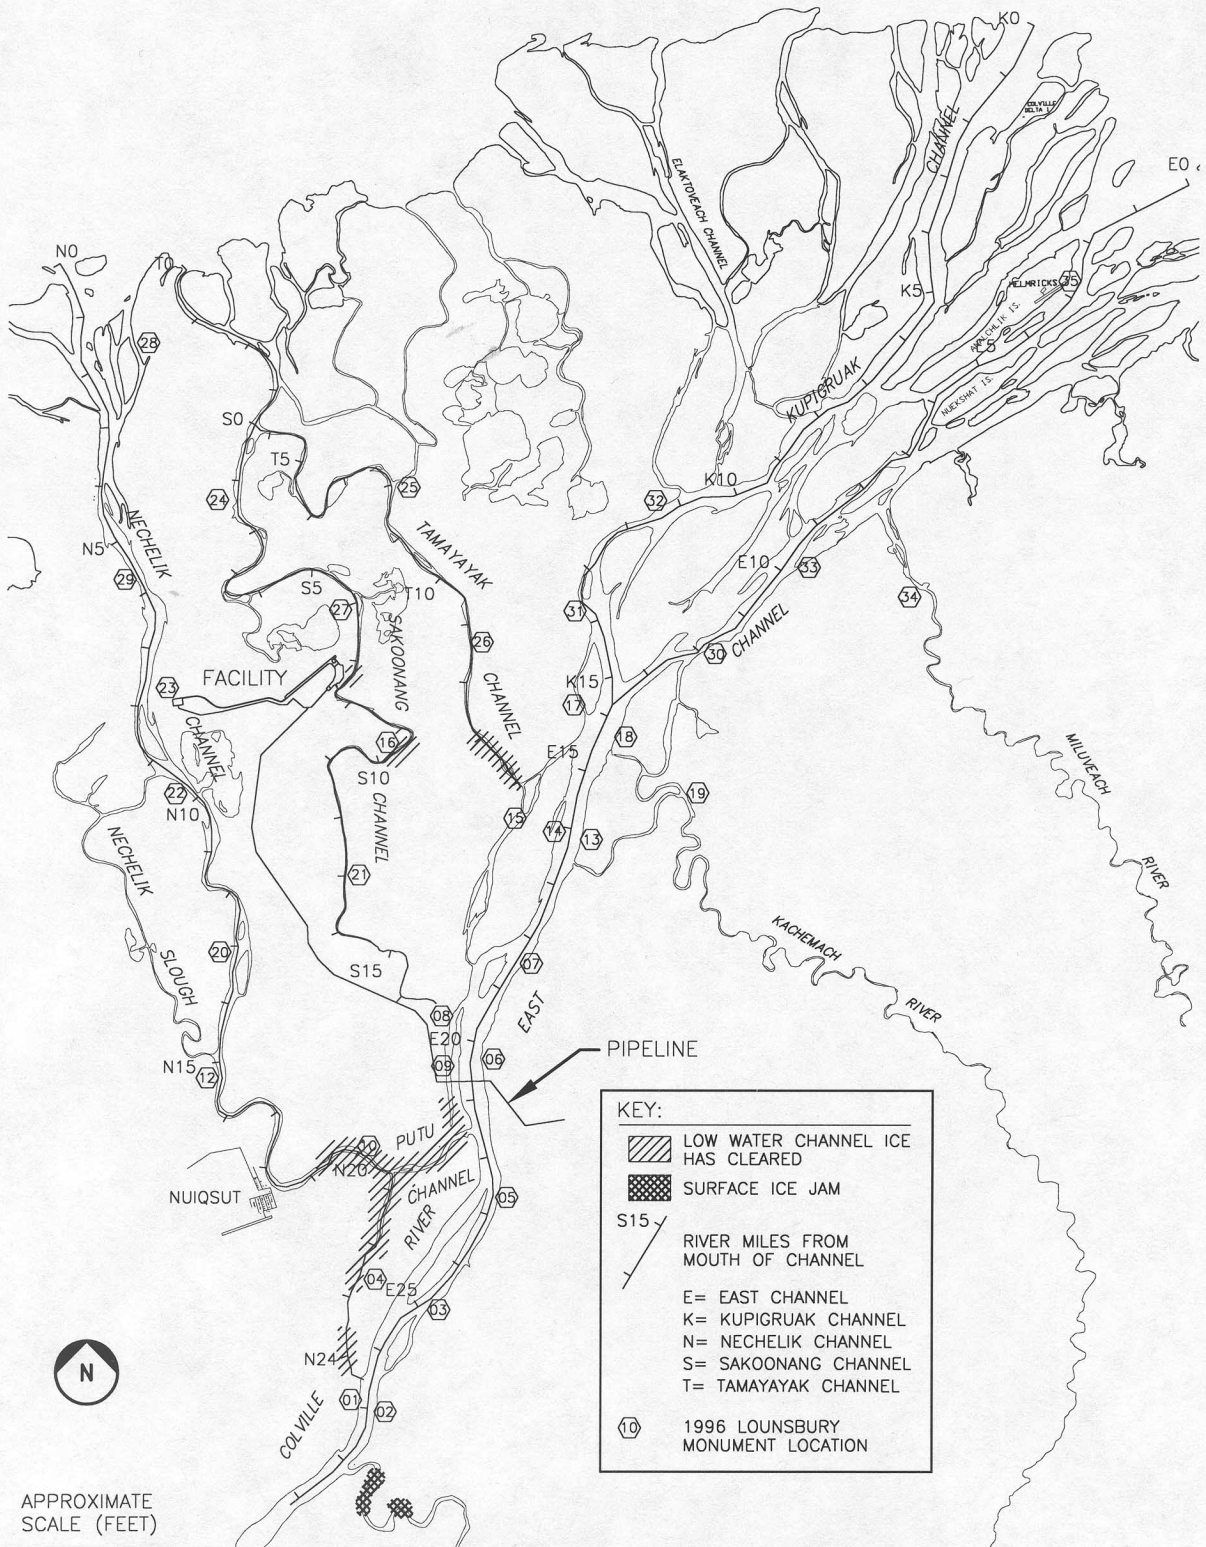 K0
COLVILLE
DELTA 1
CHANNEL
E0
ELAKTOVEACH CHANNEL
N0
T0
K5
HELMRICKS
35
ANACHLIK IS.
E5
NUEKSHAT IS.
28
KUPIGRUAK
S0
T5
K10
25
24
32
NECHELIK
TAMAYAYAK
N5
E10
33
29
S5
T10
34
27
31
SAKOONANG
26
CHANNEL
30
FACILITY
K15
23
CHANNEL
17
CHANNEL
18
16
E15
MILUVEACH
S10
22
19
N10
CHANNEL
15
14
13
NECHELIK
21
RIVER
KACHEMACH
20
SLOUGH
S15
07
EAST
RIVER
08
E20
PIPELINE
N15
09
06
12
PUTU
10
N20
NUIQSUT
CHANNEL
05
RIVER
04
E25
03
N24
01
02
COLVILLE
N
APPROXIMATE
SCALE (FEET)
KEY:
LOW WATER CHANNEL ICE
HAS CLEARED
SURFACE ICE JAM
S15
RIVER MILES FROM
MOUTH OF CHANNEL
E= EAST CHANNEL
K= KUPIGRUAK CHANNEL
N= NECHELIK CHANNEL
S= SAKOONANG CHANNEL
T= TAMAYAYAK CHANNEL
10
1996 LOUNSBURY
MONUMENT LOCATION